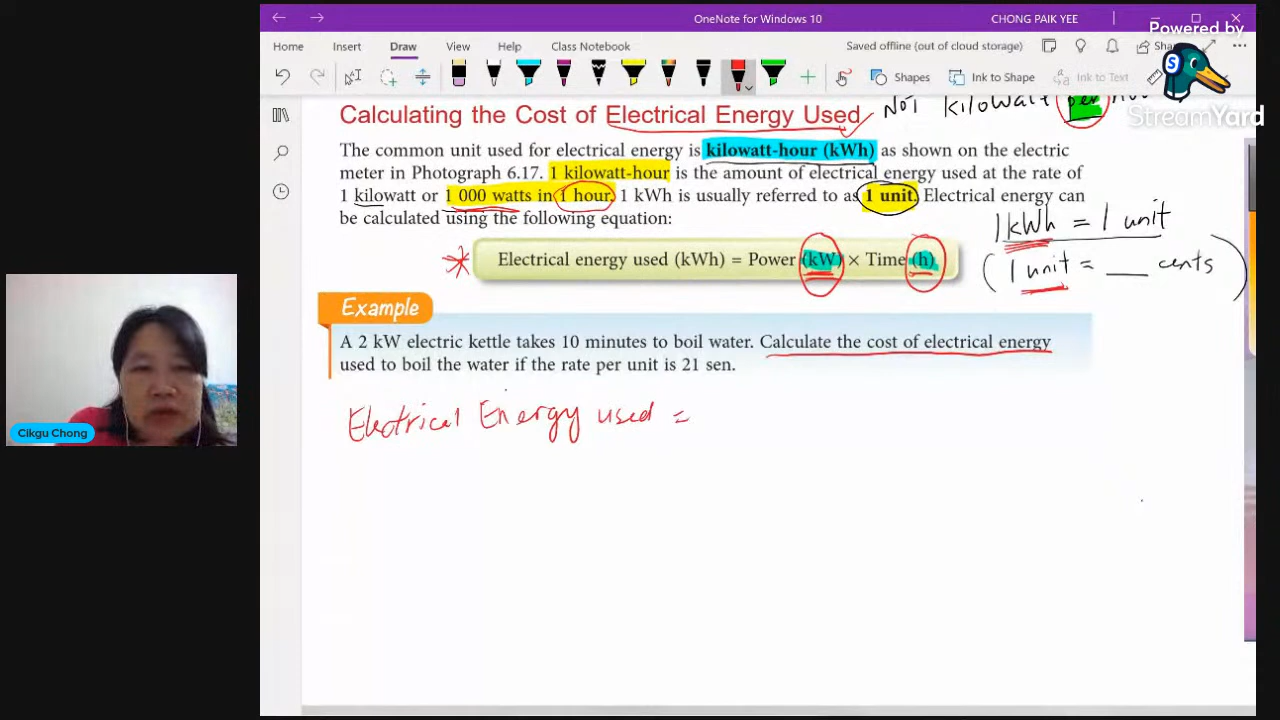 OneNote for Windows 10
CHONG PAIK YEE
Powered by
StreamYard
Home Insert Draw View Help Class Notebook
Saved offline (out of cloud storage)
Shapes Ink to Shape Ink to Text
Calculating the Cost of Electrical Energy Used
Not kilowatt per
The common unit used for electrical energy is kilowatt-hour (kWh) as shown on the electric
meter in Photograph 6.17. 1 kilowatt-hour is the amount of electrical energy used at the rate of
1 kilowatt or 1 000 watts in 1 hour. 1 kWh is usually referred to as 1 unit. Electrical energy can
be calculated using the following equation:
1 kWh = 1 unit
Electrical energy used (kWh) = Power (kW) × Time (h)
(1 unit = ___ cents)
Example
A 2 kW electric kettle takes 10 minutes to boil water. Calculate the cost of electrical energy
used to boil the water if the rate per unit is 21 sen.
Electrical Energy used =
Cikgu Chong